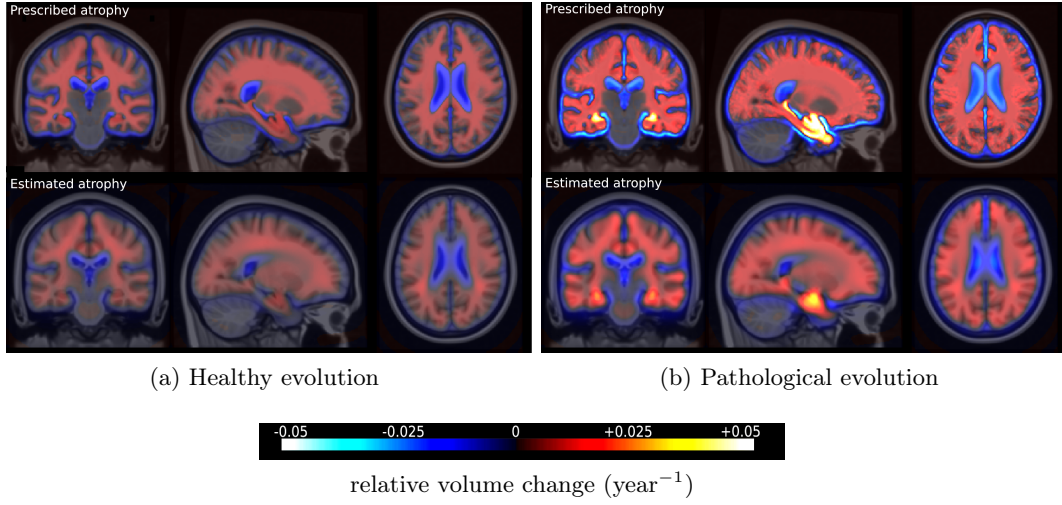 Prescribed atrophy
Prescribed atrophy
Estimated atrophy
Estimated atrophy
(a) Healthy evolution
(b) Pathological evolution
-0.05 -0.025 0 +0.025 +0.05
relative volume change (year⁻¹)